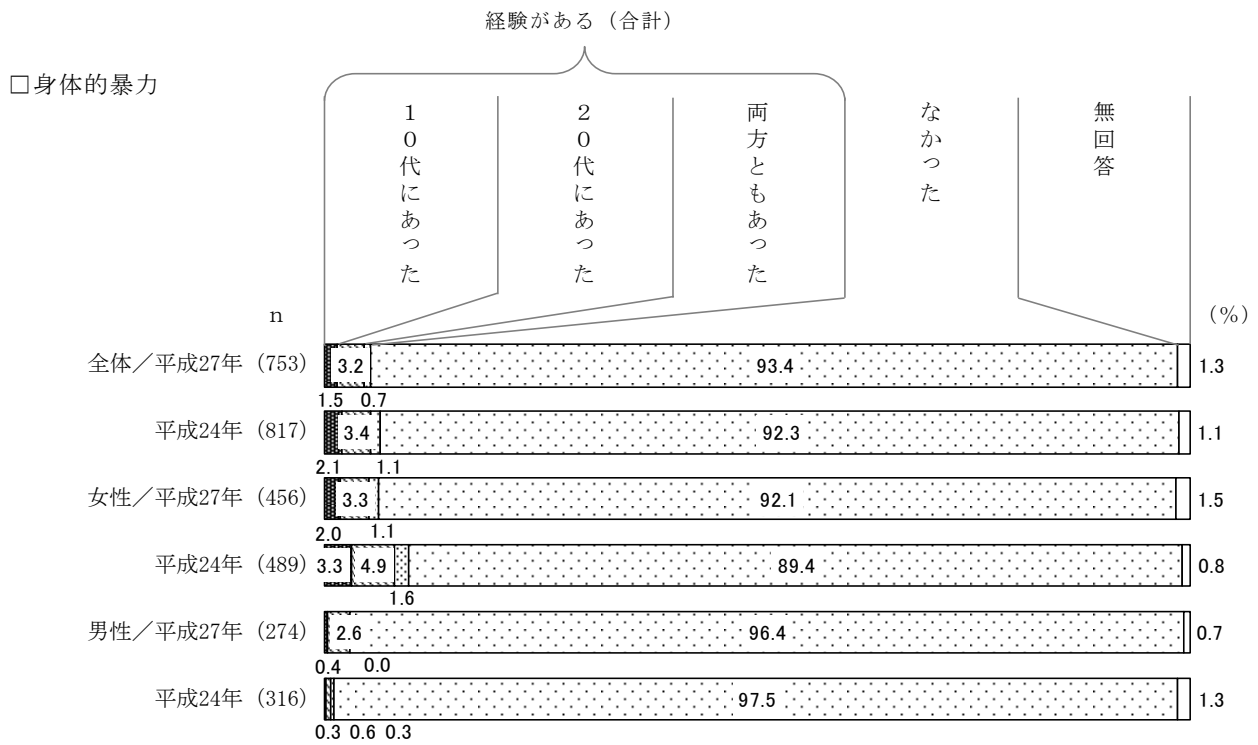 経験がある（合計）
□身体的暴力
１０代にあった
２０代にあった
両方ともあった
なかった
無回答
n
(%)
全体／平成27年 (753) 3.2 93.4 1.3
1.5 0.7
平成24年 (817) 3.4 92.3 1.1
2.1 1.1
女性／平成27年 (456) 3.3 92.1 1.5
2.0 1.1
平成24年 (489) 3.3 4.9 89.4 0.8
1.6
男性／平成27年 (274) 2.6 96.4 0.7
0.4 0.0
平成24年 (316) 97.5 1.3
0.3 0.6 0.3